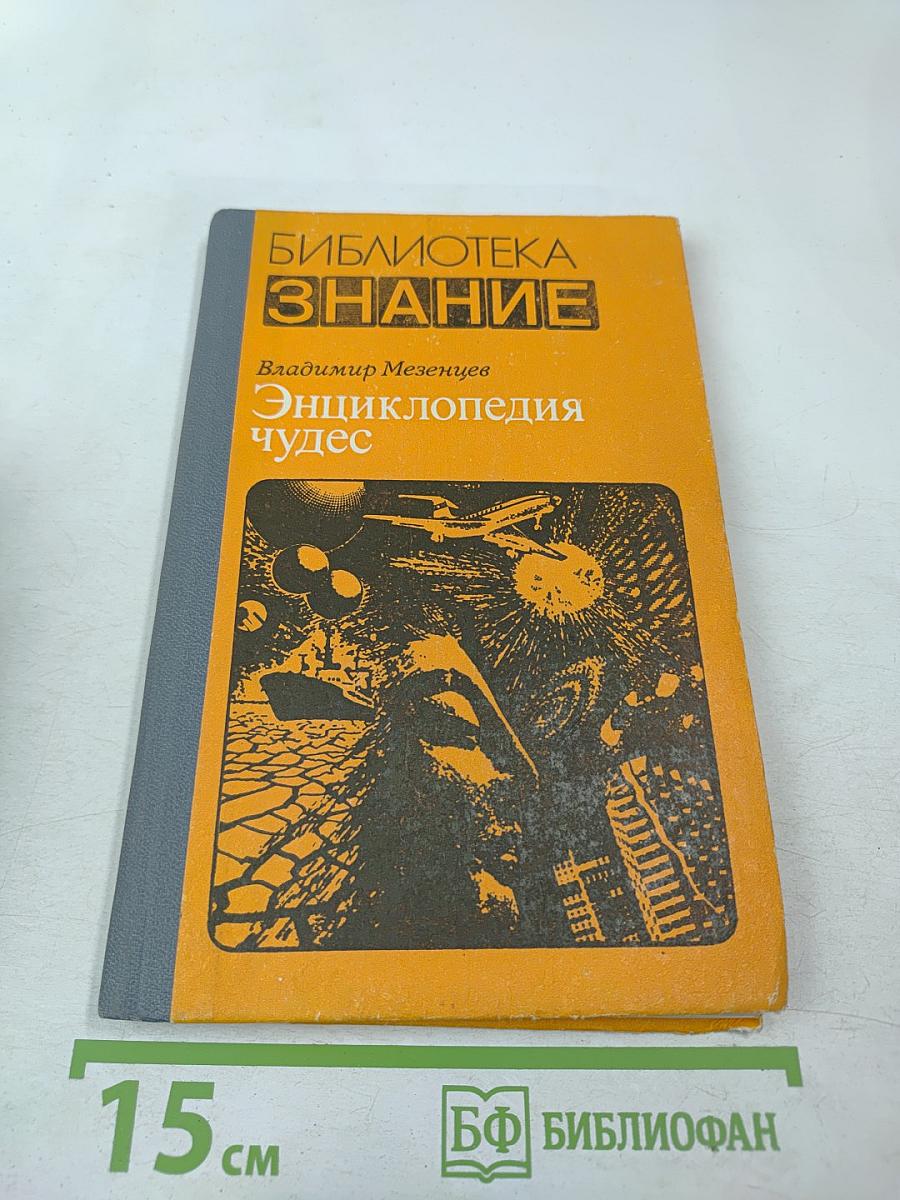 БИБЛИОТЕКА
ЗНАНИЕ
Владимир Мезенцев
Энциклопедия
чудес
15 см
БФ БИБЛИОФАН